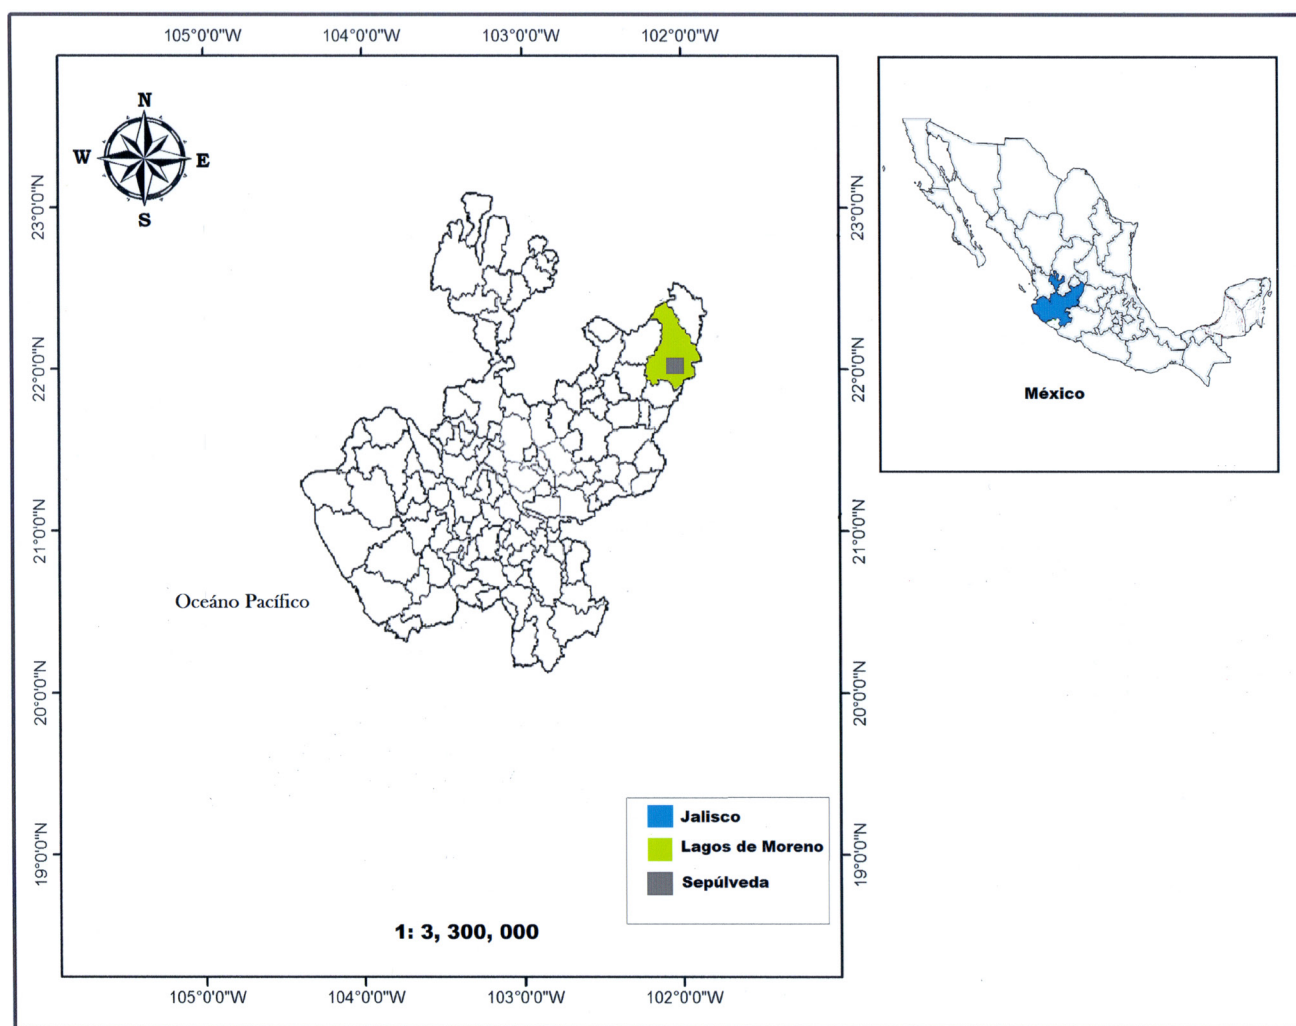 105°0'0"W 104°0'0"W 103°0'0"W 102°0'0"W
N
W E
S
23°0'0"N 23°0'0"N
22°0'0"N 22°0'0"N
México
21°0'0"N 21°0'0"N
Oceáno Pacífico
20°0'0"N 20°0'0"N
Jalisco
Lagos de Moreno
19°0'0"N 19°0'0"N
Sepúlveda
1: 3, 300, 000
105°0'0"W 104°0'0"W 103°0'0"W 102°0'0"W